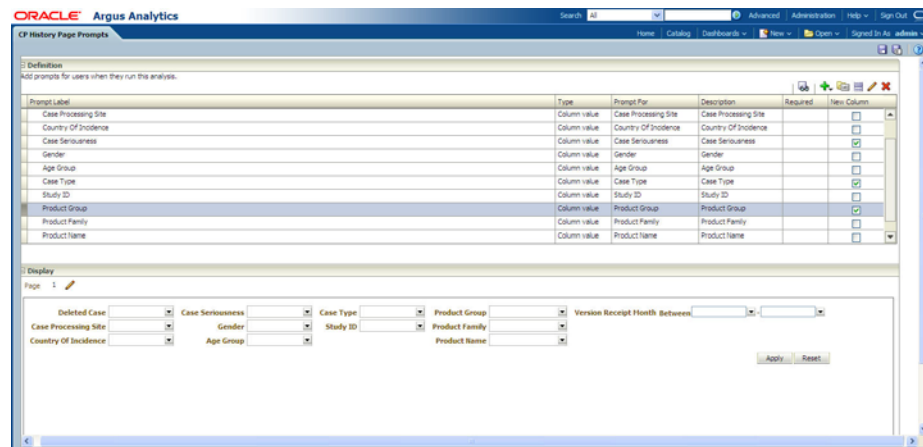 ORACLE Argus Analytics
Search All Advanced Administration Help Sign Out
CP History Page Prompts
Home Catalog Dashboards New Open Signed In As admin
Definition
Add prompts for users when they run this analysis.
Prompt Label Type Prompt For Description Required New Column
Case Processing Site Column value Case Processing Site Case Processing Site
Country Of Incidence Column value Country Of Incidence Country Of Incidence
Case Seriousness Column value Case Seriousness Case Seriousness
Gender Column value Gender Gender
Age Group Column value Age Group Age Group
Case Type Column value Case Type Case Type
Study ID Column value Study ID Study ID
Product Group Column value Product Group Product Group
Product Family Column value Product Family Product Family
Product Name Column value Product Name Product Name
Display
Page 1
Deleted Case Case Seriousness Case Type Product Group Version Receipt Month Between -
Case Processing Site Gender Study ID Product Family
Country Of Incidence Age Group Product Name
Apply Reset